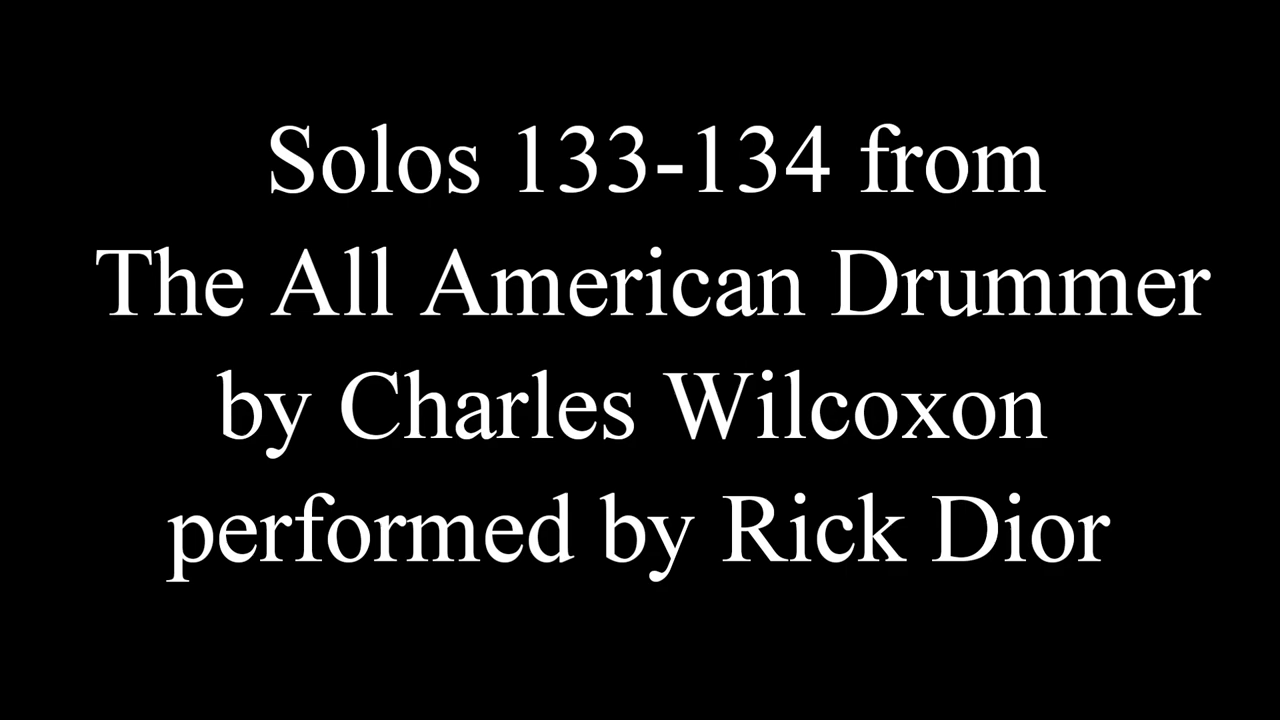 Solos 133-134 from
The All American Drummer
by Charles Wilcoxon
performed by Rick Dior